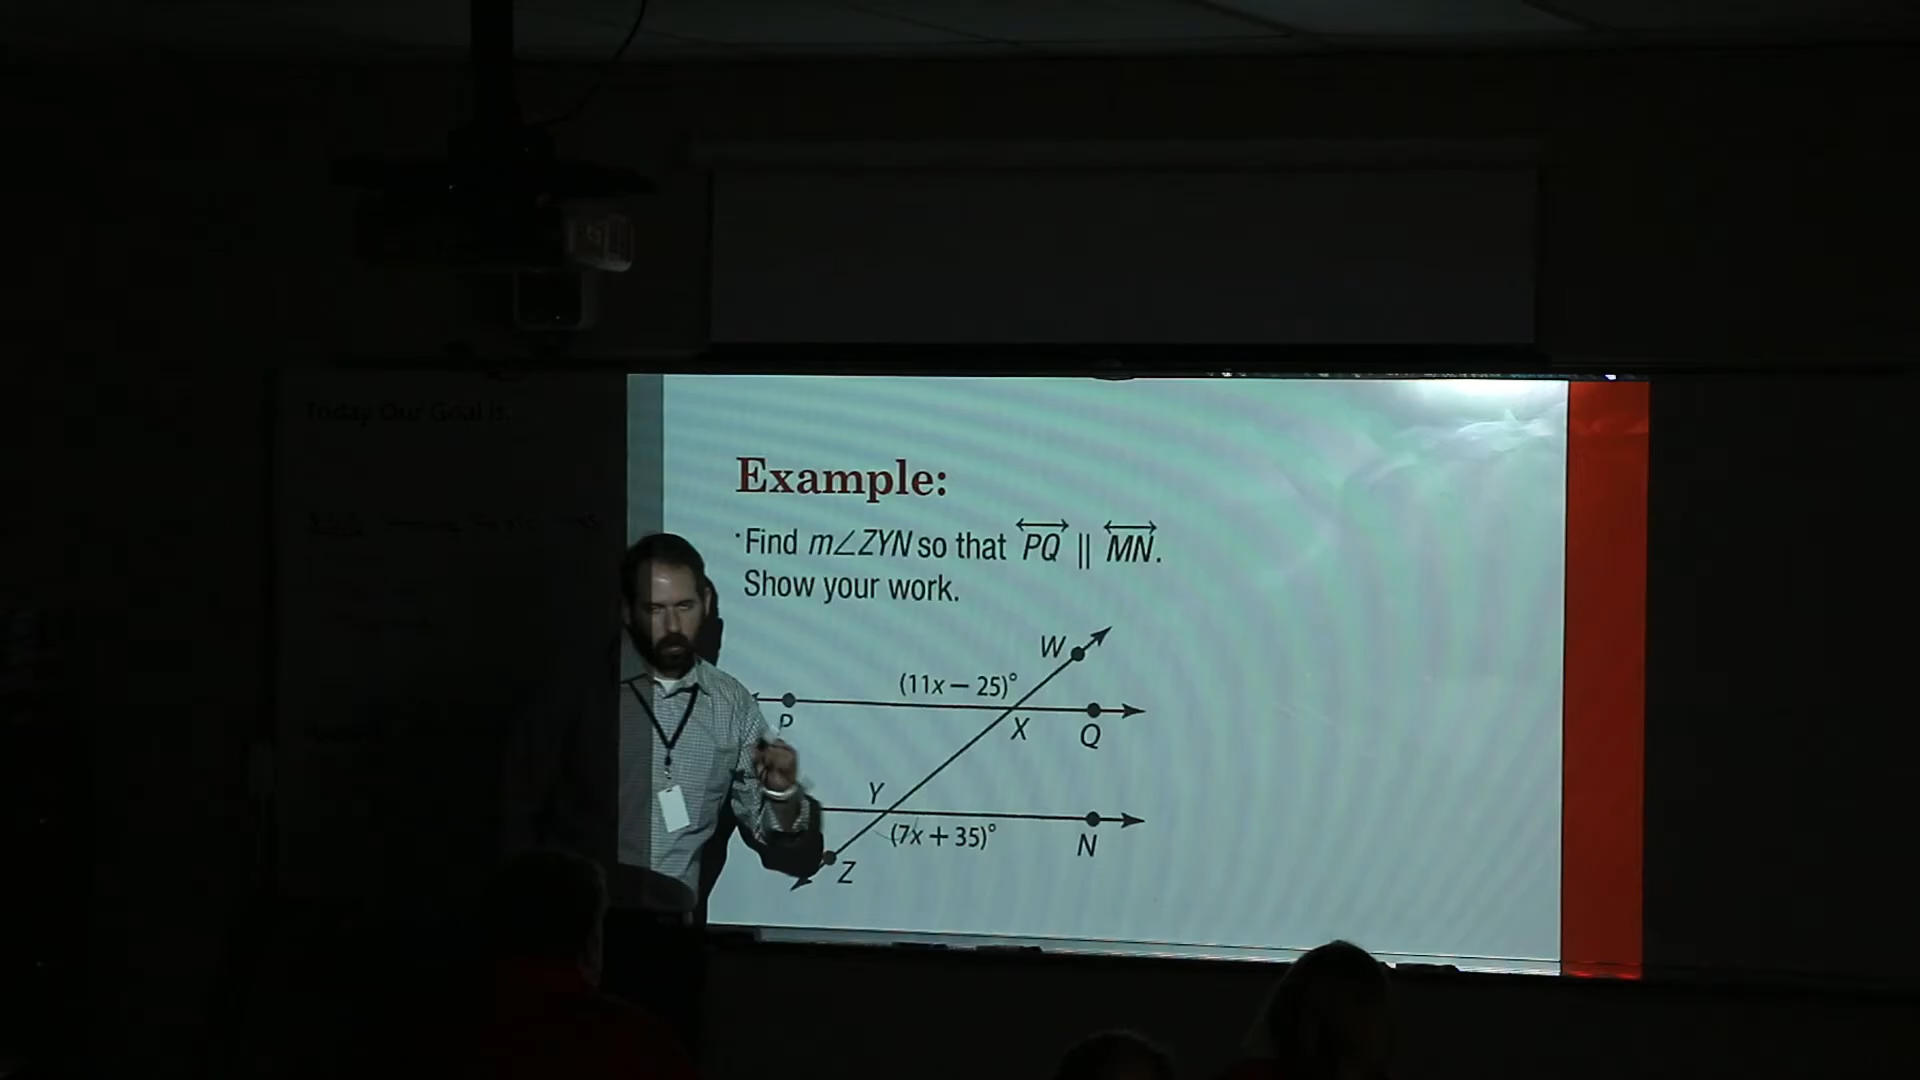 Today Our Goal is:
Example:
·Find m∠ZYN so that PQ || MN.
Show your work.
W
(11x – 25)°
P
X
Q
Y
(7x + 35)°
N
Z